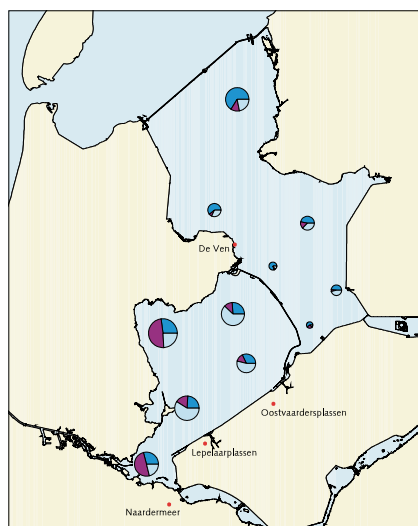 De Ven
Oostvaardersplassen
Lepelaarplassen
Naardermeer